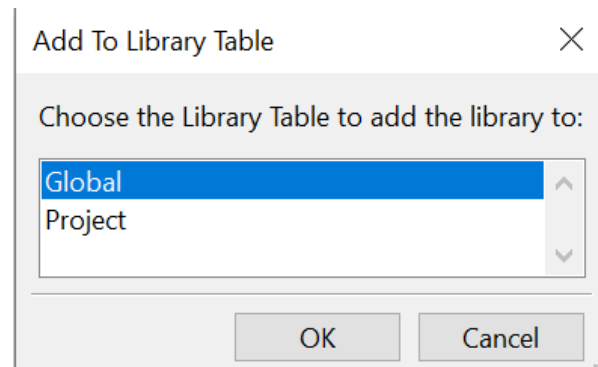 Add To Library Table
Choose the Library Table to add the library to:
Global
Project
OK Cancel